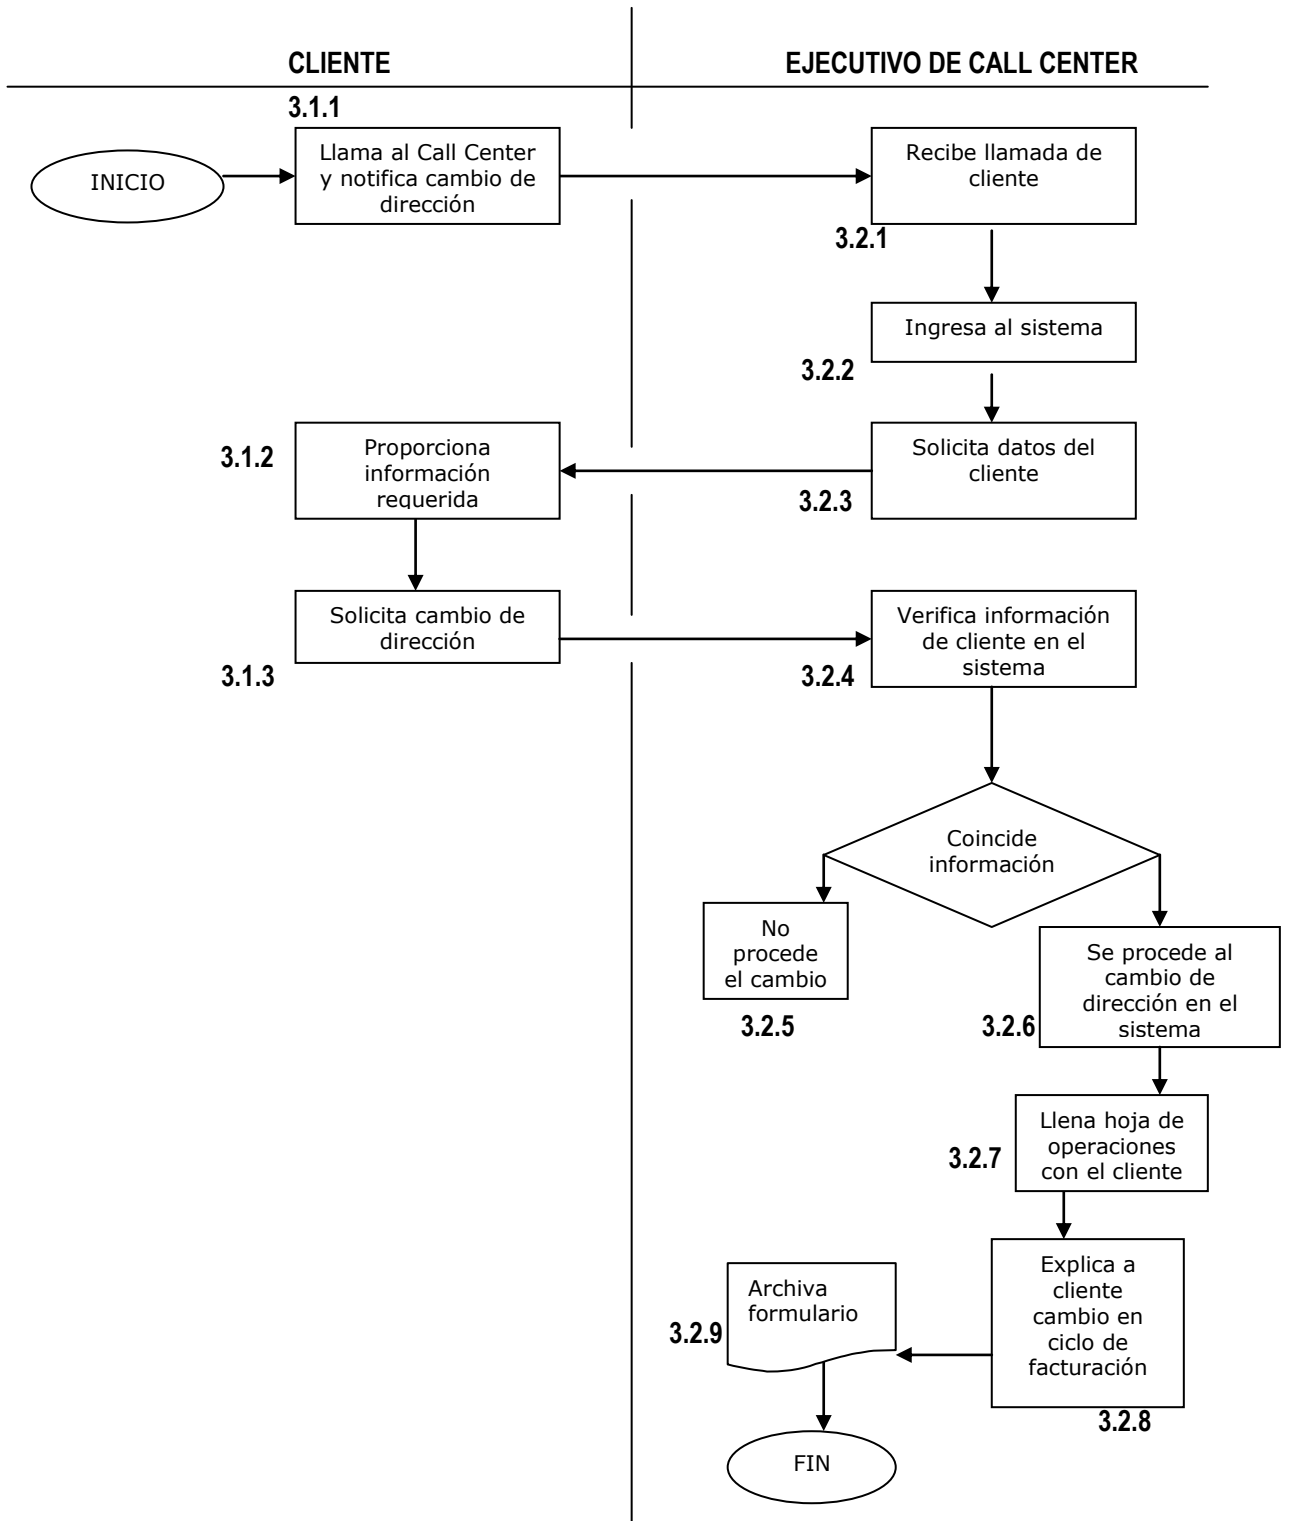 CLIENTE
EJECUTIVO DE CALL CENTER
3.1.1
INICIO
Llama al Call Center
y notifica cambio de
dirección
Recibe llamada de
cliente
3.2.1
Ingresa al sistema
3.2.2
Solicita datos del
cliente
3.2.3
3.1.2
Proporciona
información
requerida
Solicita cambio de
dirección
3.1.3
Verifica información
de cliente en el
sistema
3.2.4
Coincide
información
No
procede
el cambio
3.2.5
Se procede al
cambio de
dirección en el
sistema
3.2.6
Llena hoja de
operaciones
con el cliente
3.2.7
Explica a
cliente
cambio en
ciclo de
facturación
3.2.8
Archiva
formulario
3.2.9
FIN